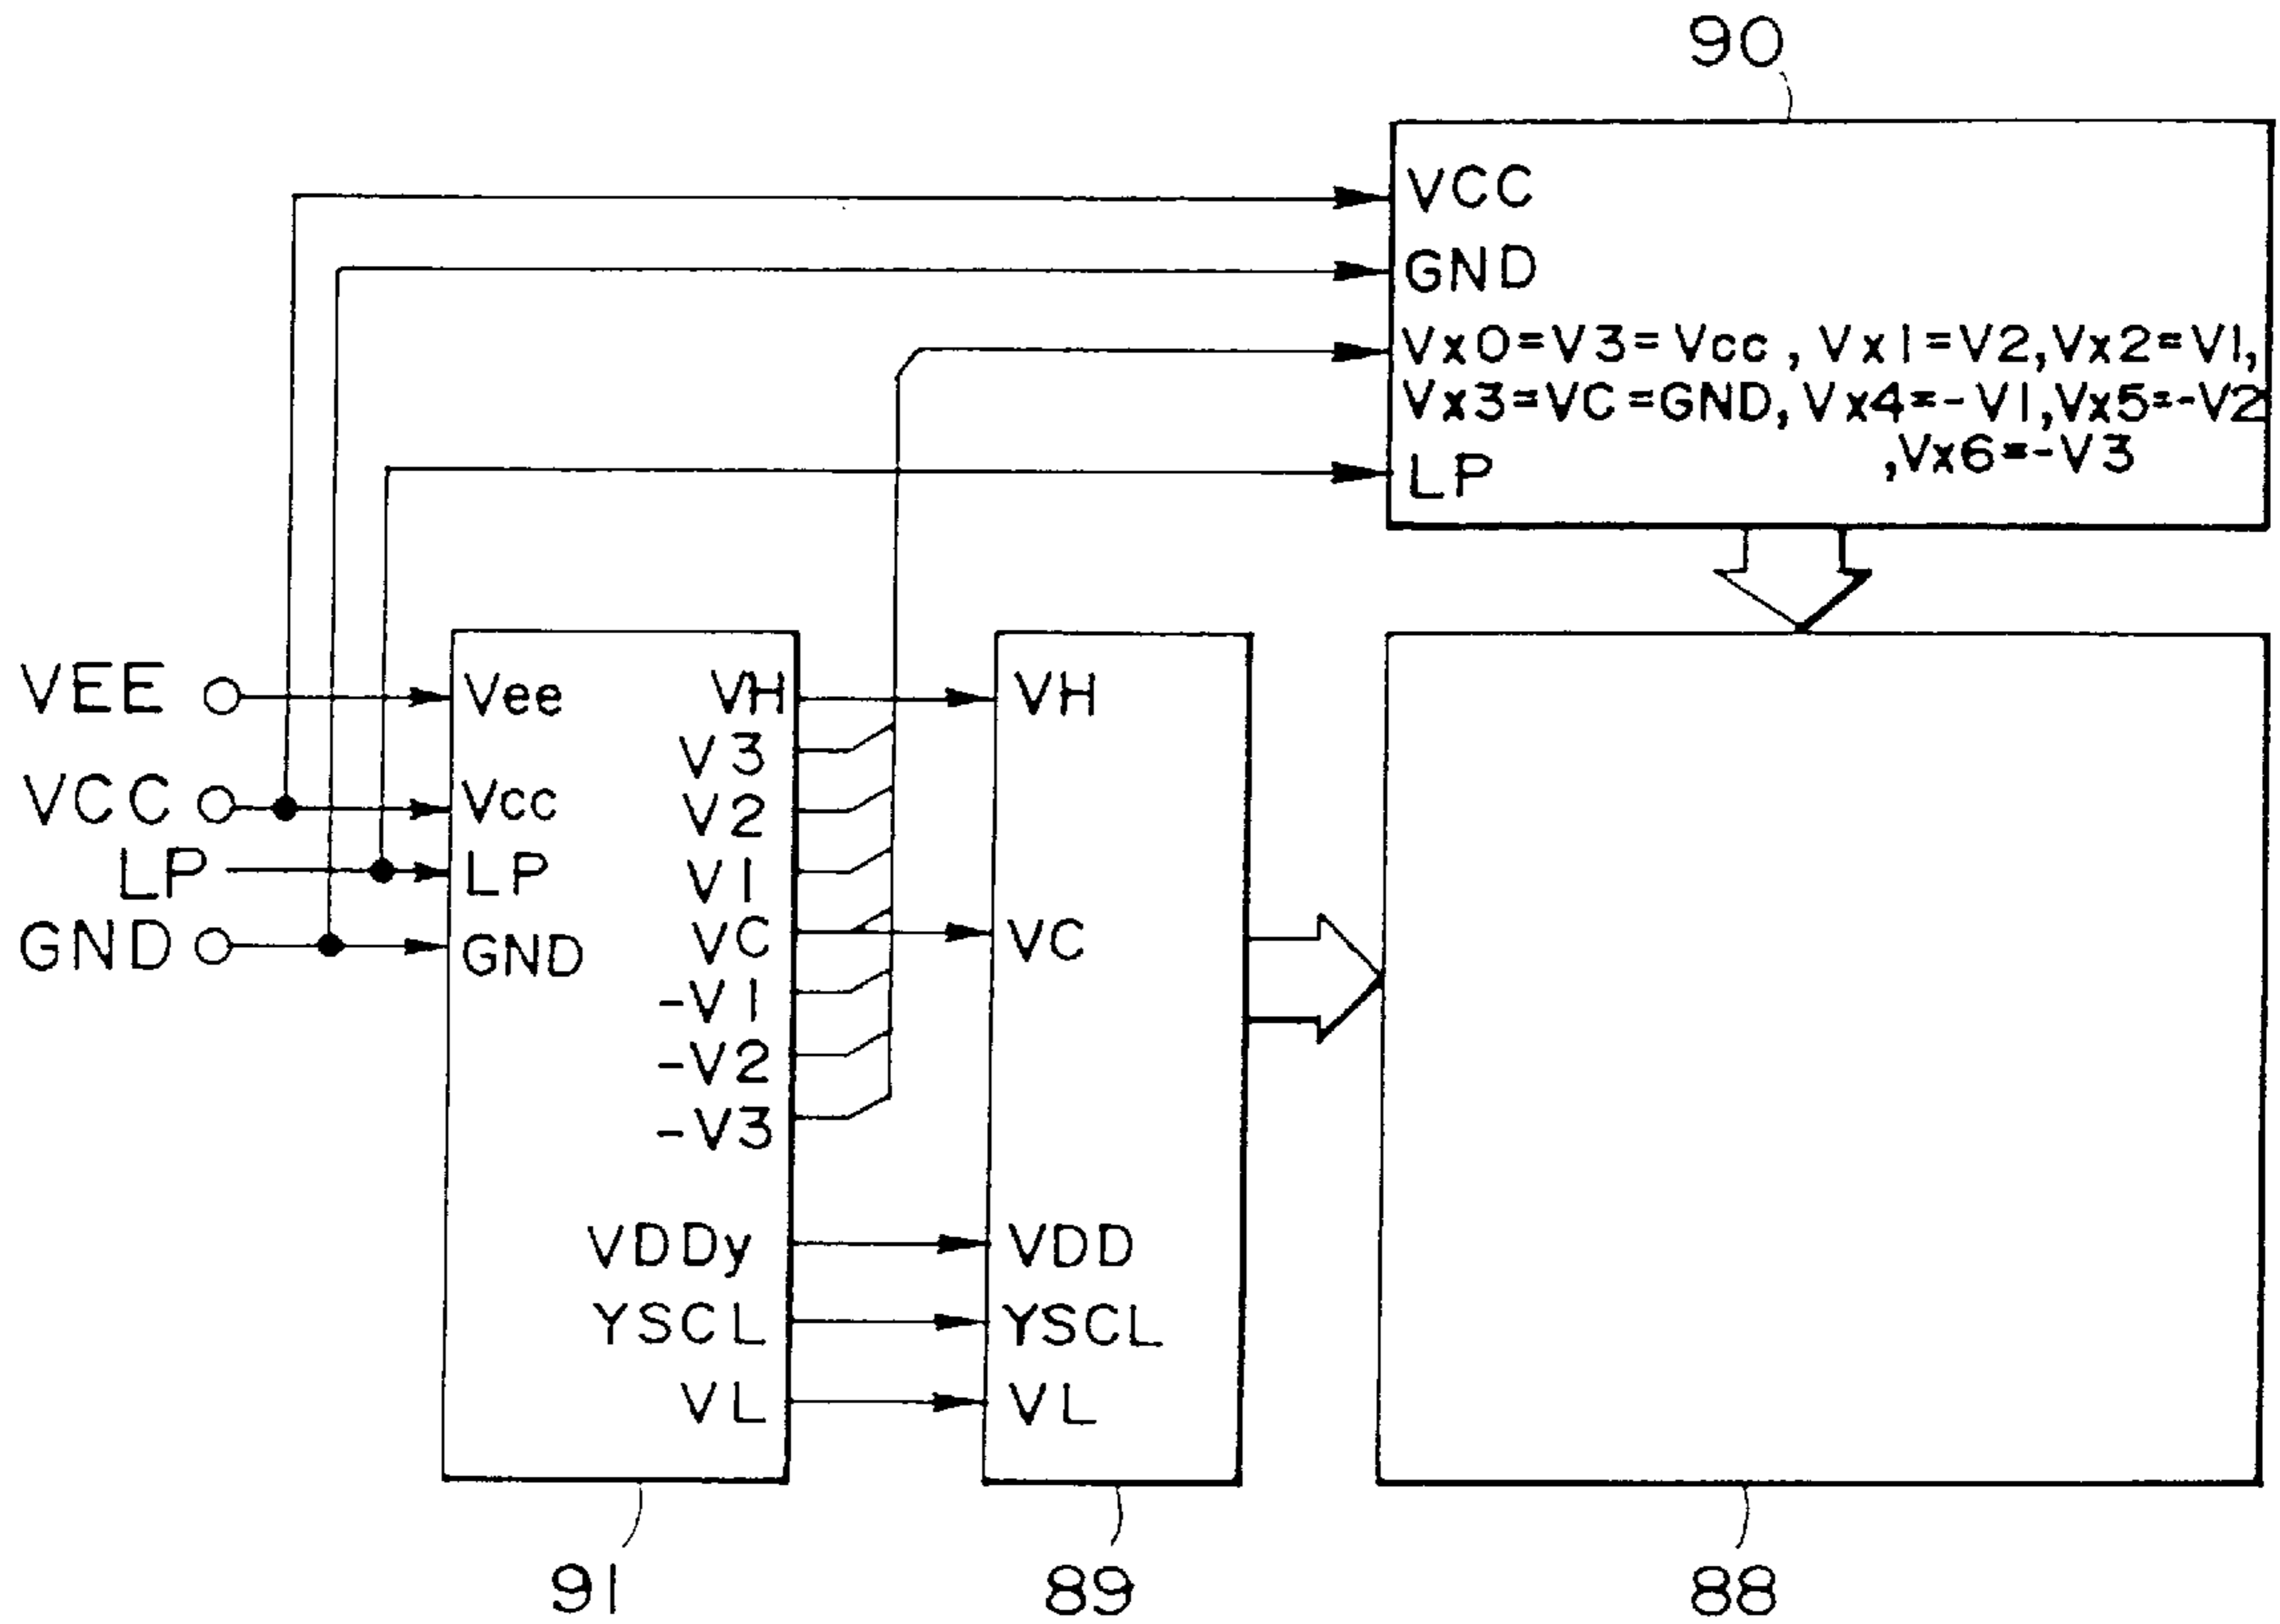 90
VCC
GND
Vx0=V3=Vcc, Vx1=V2,Vx2=V1,
Vx3=VC=GND,Vx4=-V1,Vx5=-V2
,Vx6=-V3
LP
VEE
VCC
LP
GND
Vee
Vcc
LP
GND
VH
V3
V2
V1
VC
-V1
-V2
-V3
VDDy
YSCL
VL
VH
VC
VDD
YSCL
VL
91
89
88